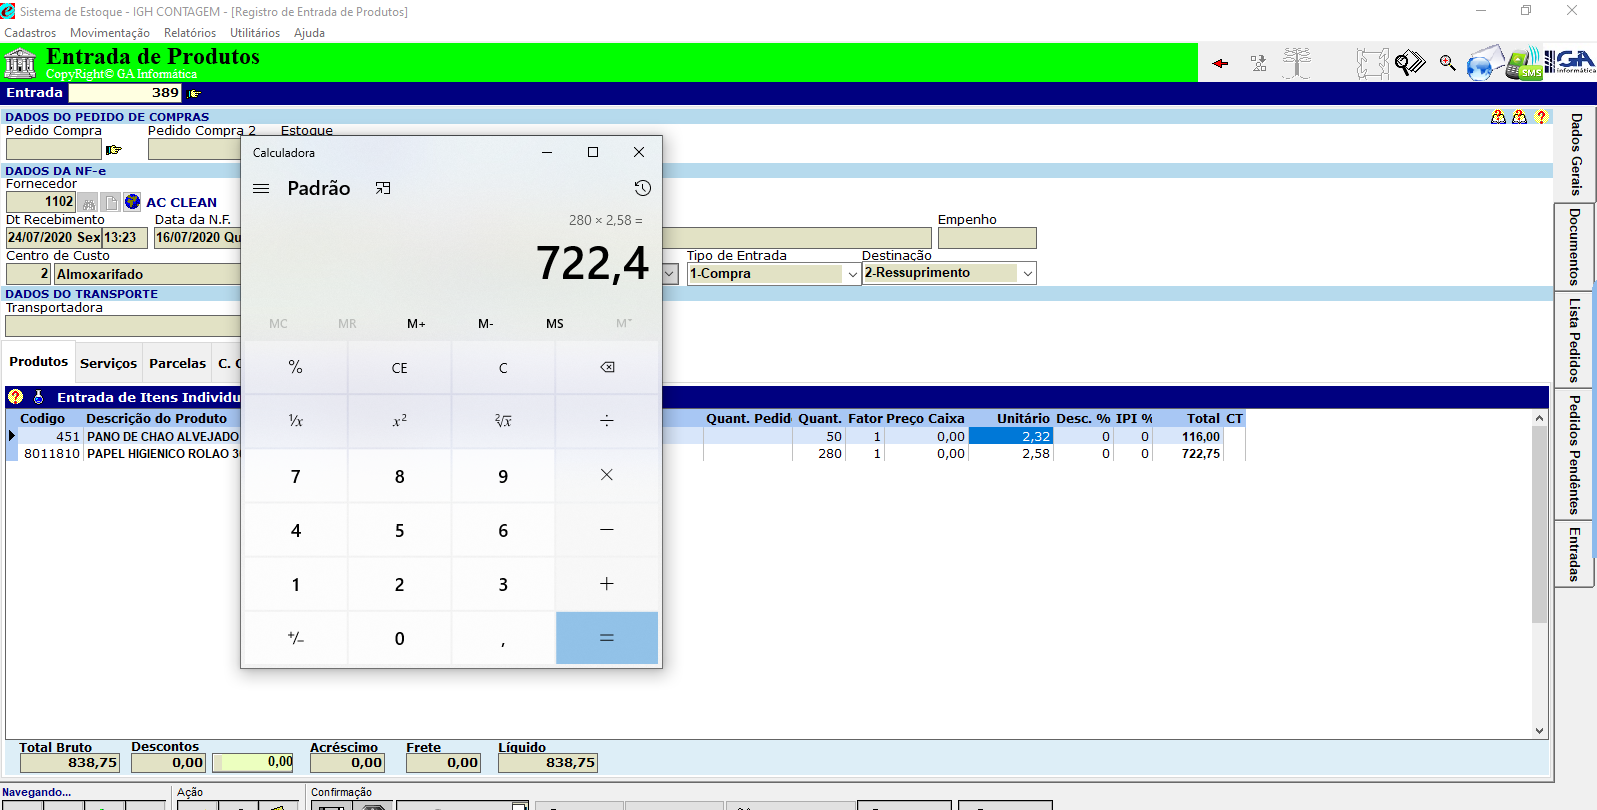 Sistema de Estoque - IGH CONTAGEM - [Registro de Entrada de Produtos]
Cadastros Movimentação Relatórios Utilitários Ajuda
Entrada de Produtos
CopyRight© GA Informática
SMS
GA
informática
Entrada 389
DADOS DO PEDIDO DE COMPRAS
Pedido Compra Pedido Compra 2 Estoque
DADOS DA NF-e
Fornecedor
1102 AC CLEAN
Dt Recebimento Data da N.F. Empenho
24/07/2020 Sex 13:23 16/07/2020 Qu
Centro de Custo Tipo de Entrada Destinação
2 Almoxarifado 1-Compra 2-Ressuprimento
DADOS DO TRANSPORTE
Transportadora
Produtos Serviços Parcelas C. C
Entrada de Itens Individu
Codigo Descrição do Produto Quant. Pedid Quant. Fator Preço Caixa Unitário Desc. % IPI % Total CT
451 PANO DE CHAO ALVEJADO 50 1 0,00 2,32 0 0 116,00
8011810 PAPEL HIGIENICO ROLAO 30 280 1 0,00 2,58 0 0 722,75
Calculadora
Padrão
280 × 2,58 =
722,4
MC MR M+ M- MS M˅
% CE C
¹⁄x x² ²√x ÷
7 8 9 ×
4 5 6 −
1 2 3 +
+/− 0 , =
Dados Gerais
Documentos
Lista Pedidos
Pedidos Pendêntes
Entradas
Total Bruto Descontos Acréscimo Frete Líquido
838,75 0,00 0,00 0,00 0,00 838,75
Navegando... Ação Confirmação